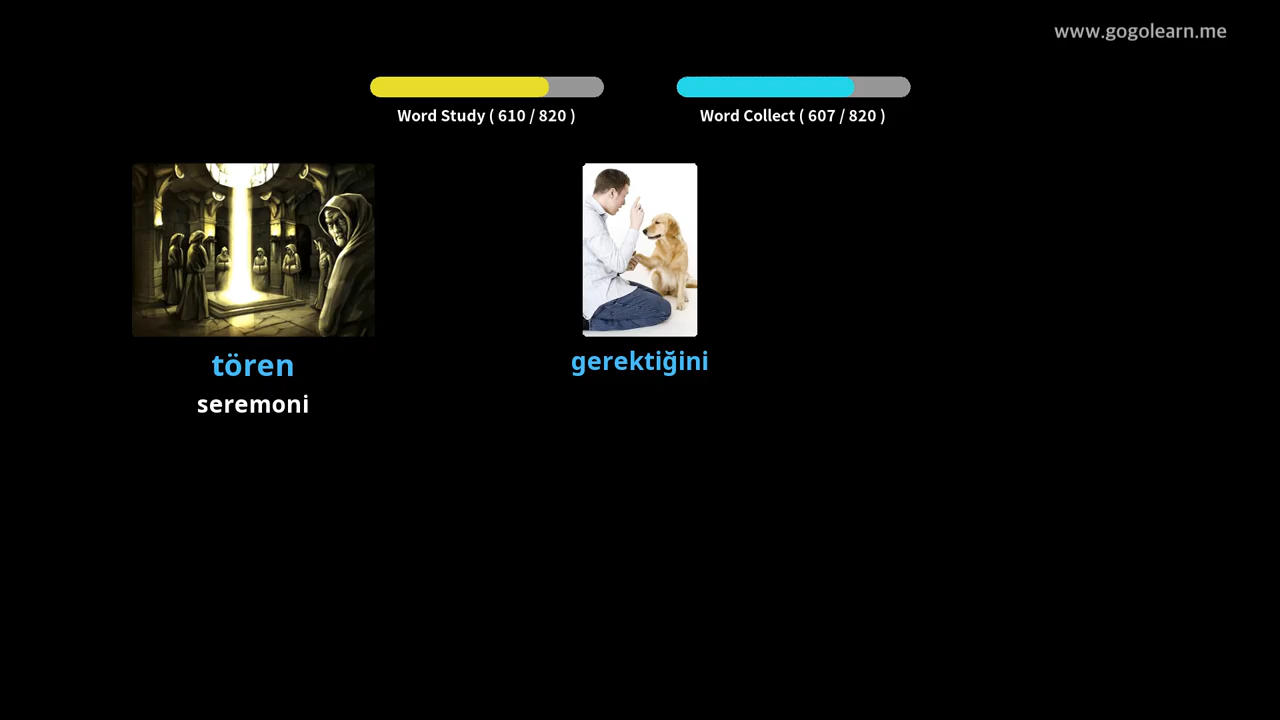 www.gogolearn.me
Word Study ( 610 / 820 )
Word Collect ( 607 / 820 )
tören
seremoni
gerektiğini